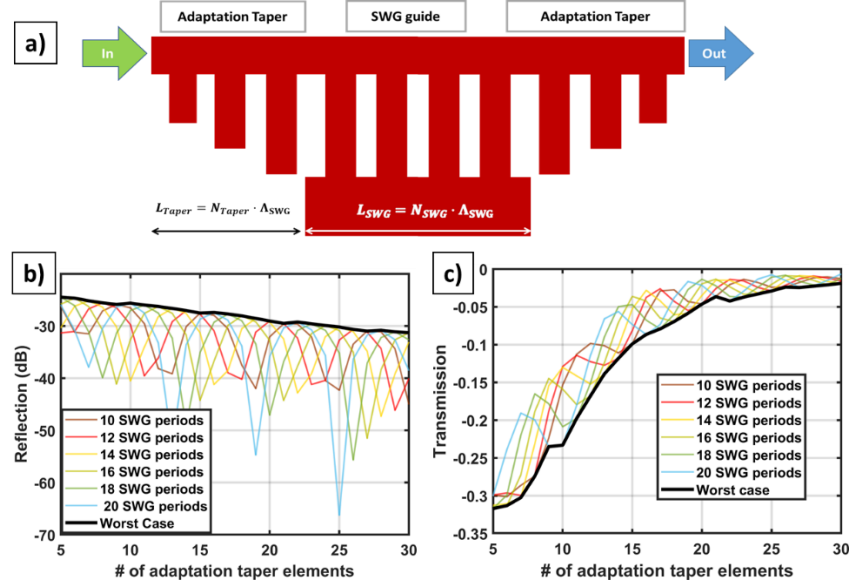 a)
Adaptation Taper
SWG guide
Adaptation Taper
In
Out
L_Taper = N_Taper · Λ_SWG
L_SWG = N_SWG · Λ_SWG
b)
Reflection (dB)
-30
-40
-50
-60
-70
10 SWG periods
12 SWG periods
14 SWG periods
16 SWG periods
18 SWG periods
20 SWG periods
Worst Case
5
10
15
20
25
30
# of adaptation taper elements
c)
Transmission
0
-0.05
-0.1
-0.15
-0.2
-0.25
-0.3
-0.35
10 SWG periods
12 SWG periods
14 SWG periods
16 SWG periods
18 SWG periods
20 SWG periods
Worst case
5
10
15
20
25
30
# of adaptation taper elements